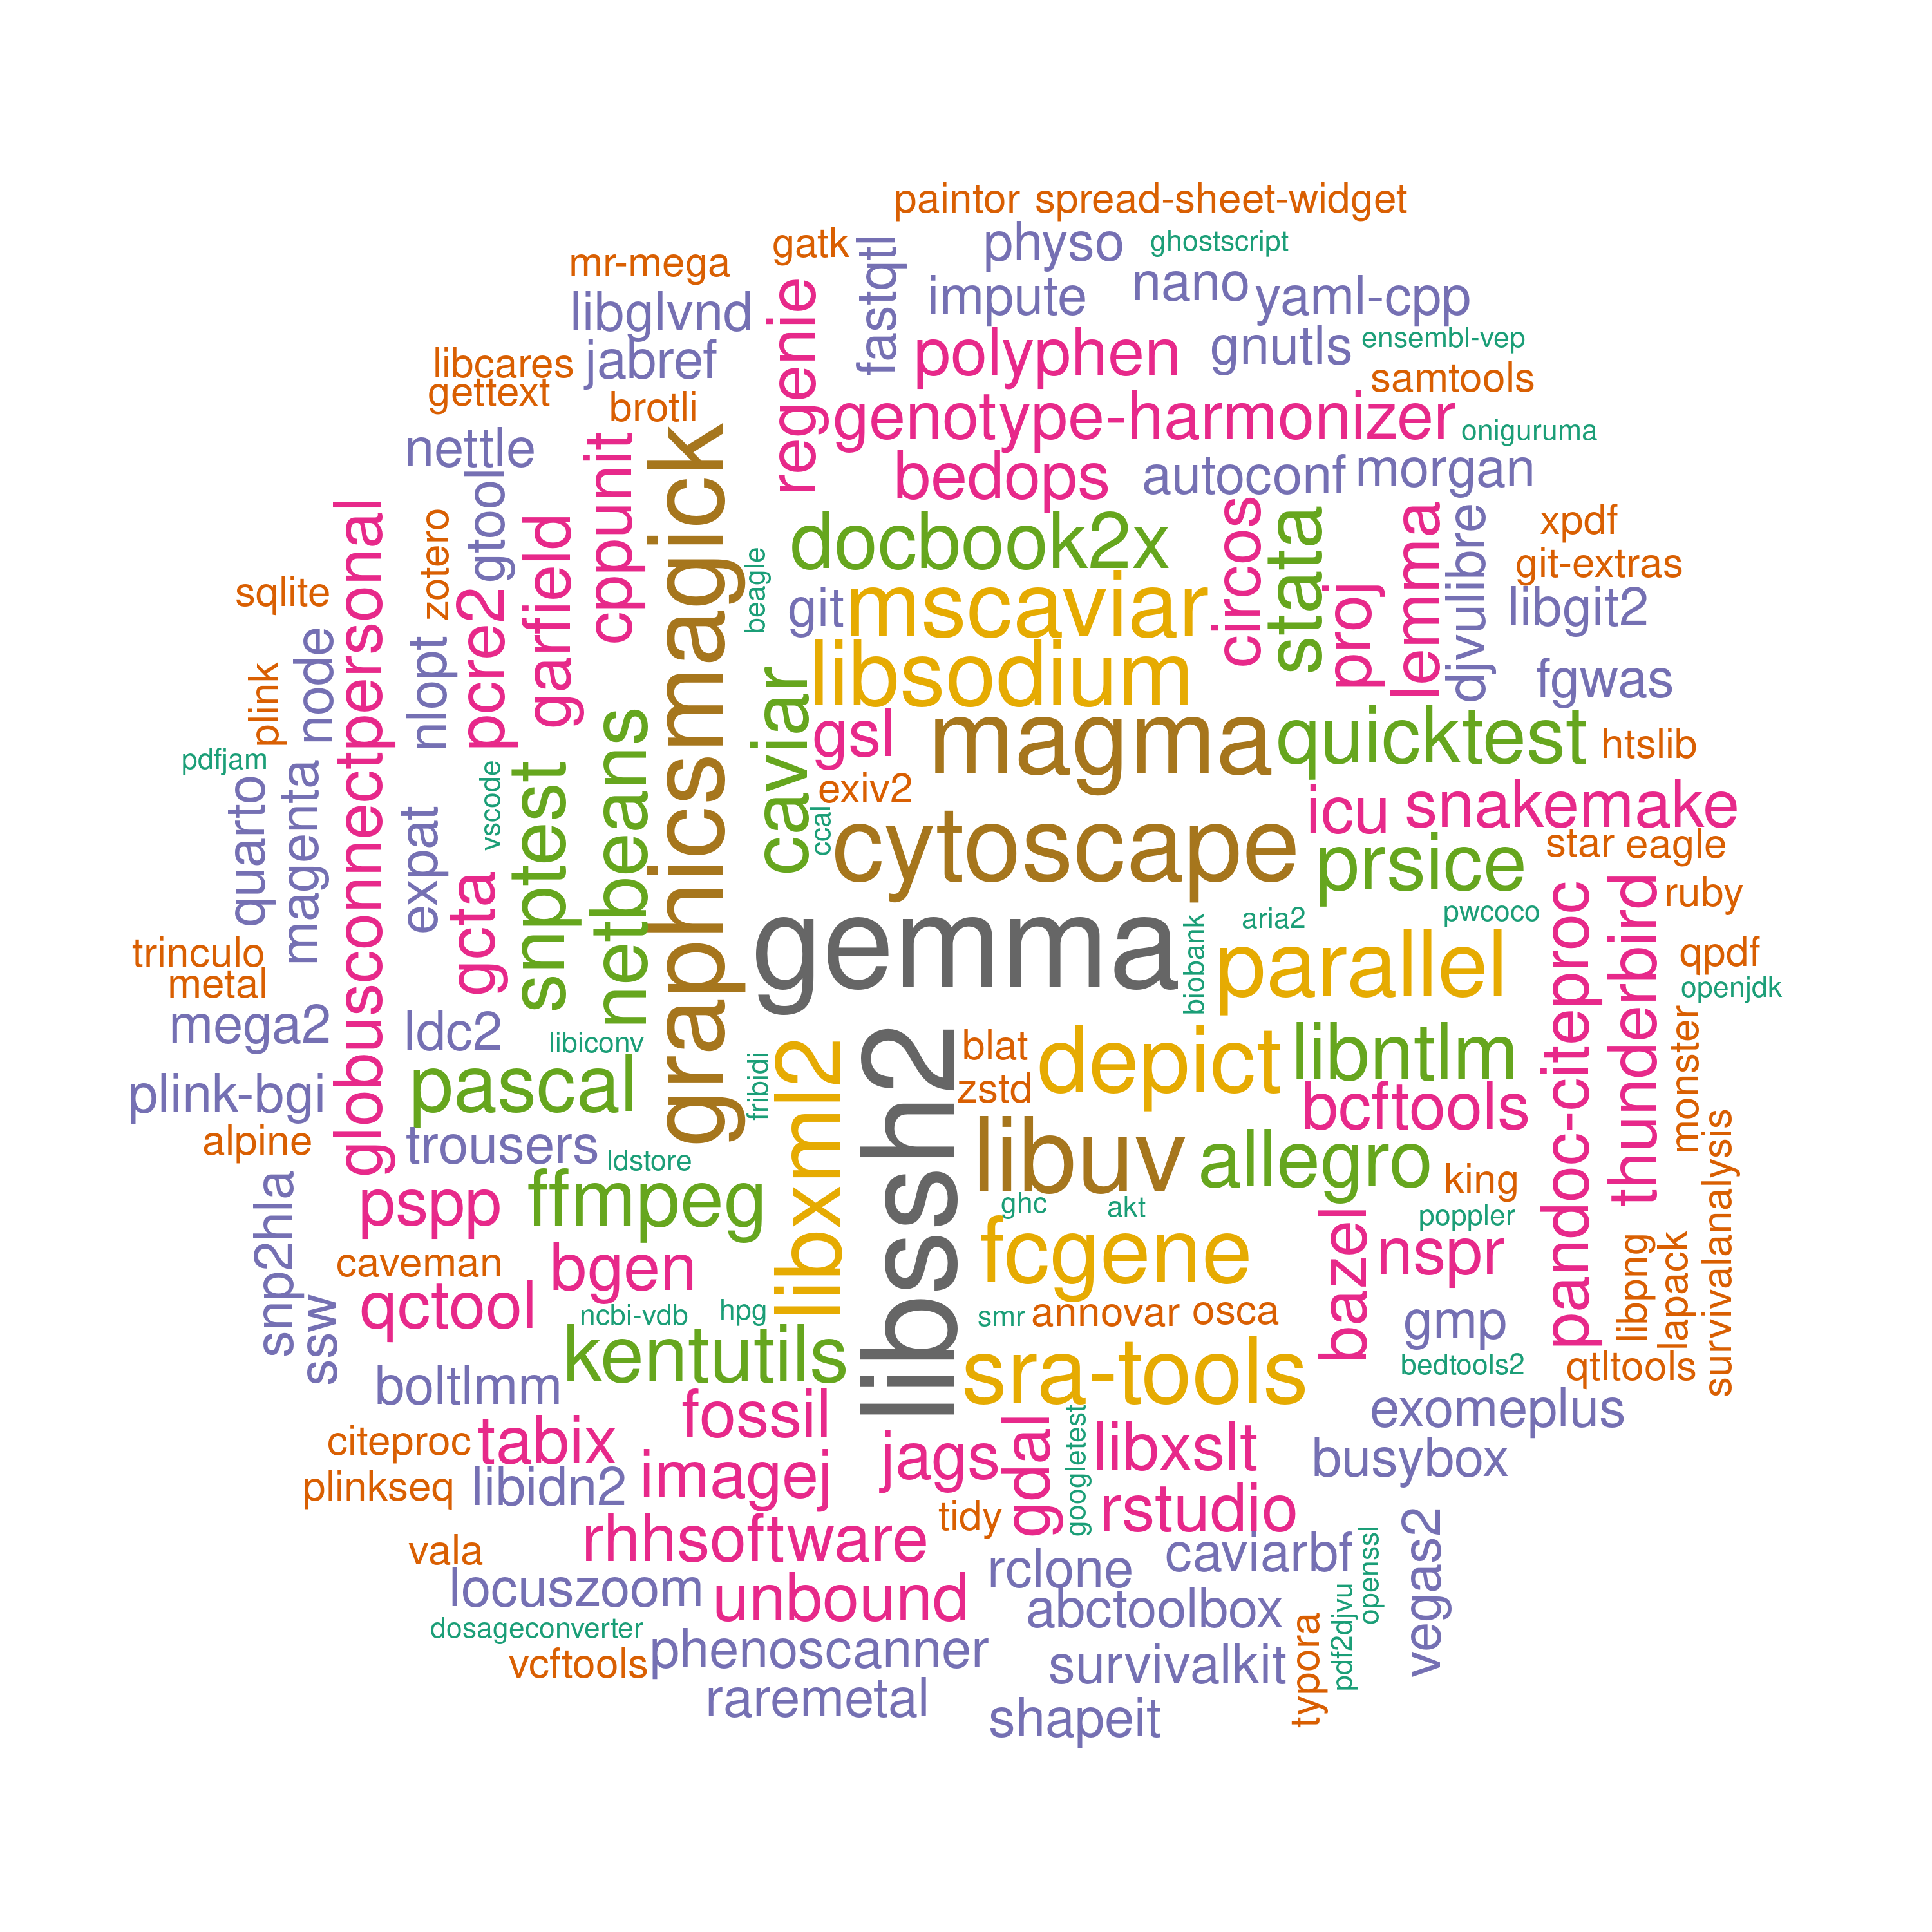 paintor
spread-sheet-widget
gatk
fastqtl
physo
ghostscript
mr-mega
regenie
impute
nano
yaml-cpp
libglvnd
polyphen
gnutls
ensembl-vep
libcares
jabref
samtools
gettext
brotli
genotype-harmonizer
oniguruma
nettle
gtool
cppunit
graphicsmagick
bedops
autoconf
morgan
globusconnectpersonal
zotero
garfield
docbook2x
circos
stata
lemma
djvulibre
xpdf
git-extras
sqlite
pcre2
beagle
git
mscaviar
proj
libgit2
node
nlopt
plink
caviar
libsodium
fgwas
netbeans
gsl
magma
quicktest
htslib
pdfjam
quarto
magenta
vscode
snptest
exiv2
ccal
icu
snakemake
expat
cytoscape
prsice
star
eagle
gcta
pandoc-citeproc
thunderbird
ruby
trinculo
gemma
biobank
aria2
pwcoco
parallel
qpdf
metal
openjdk
mega2
ldc2
libiconv
libxml2
libssh2
blat
depict
libntlm
monster
plink-bgi
pascal
fribidi
zstd
bcftools
alpine
trousers
ldstore
libuv
allegro
king
survivalanalysis
snp2hla
pspp
ffmpeg
ghc
akt
bazel
poppler
caveman
bgen
fcgene
nspr
libpng
lapack
ssw
qctool
ncbi-vdb
hpg
smr
annovar
osca
gmp
boltlmm
kentutils
sra-tools
bedtools2
qtltools
fossil
gdal
googletest
exomeplus
citeproc
tabix
jags
libxslt
busybox
plinkseq
libidn2
imagej
tidy
rstudio
vegas2
vala
rhhsoftware
rclone
caviarbf
openssl
locuszoom
unbound
abctoolbox
typora
pdf2djvu
dosageconverter
vcftools
phenoscanner
survivalkit
raremetal
shapeit